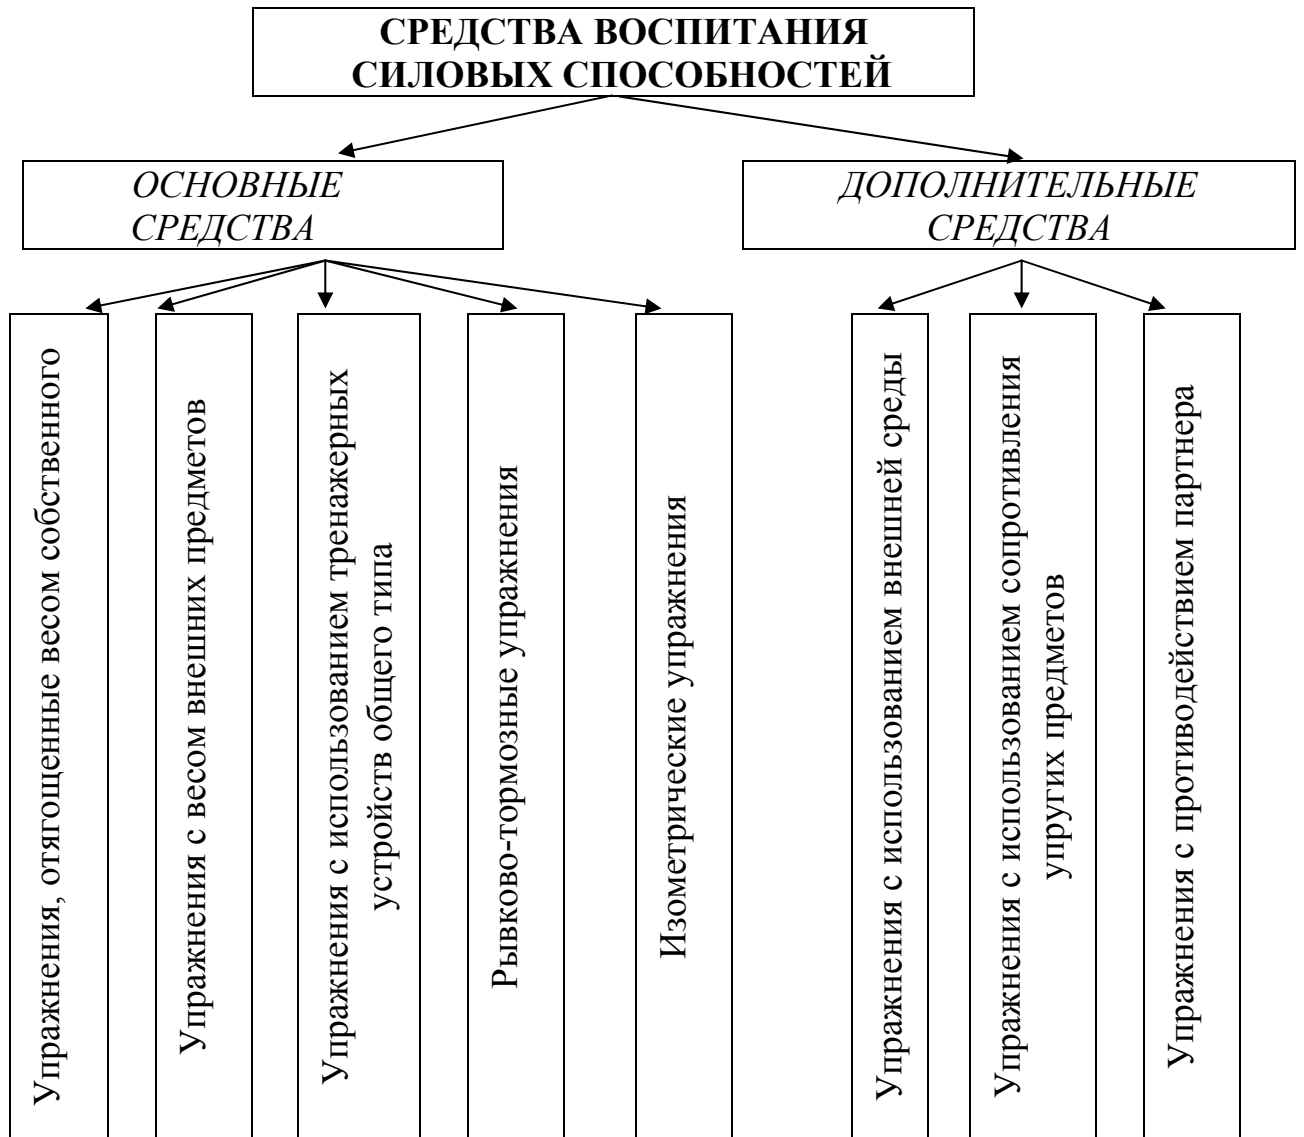 СРЕДСТВА ВОСПИТАНИЯ
СИЛОВЫХ СПОСОБНОСТЕЙ
ОСНОВНЫЕ
СРЕДСТВА
ДОПОЛНИТЕЛЬНЫЕ
СРЕДСТВА
Упражнения, отягощенные весом собственного
Упражнения с весом внешних предметов
Упражнения с использованием тренажерных
устройств общего типа
Рывково-тормозные упражнения
Изометрические упражнения
Упражнения с использованием внешней среды
Упражнения с использованием сопротивления
упругих предметов
Упражнения с противодействием партнера